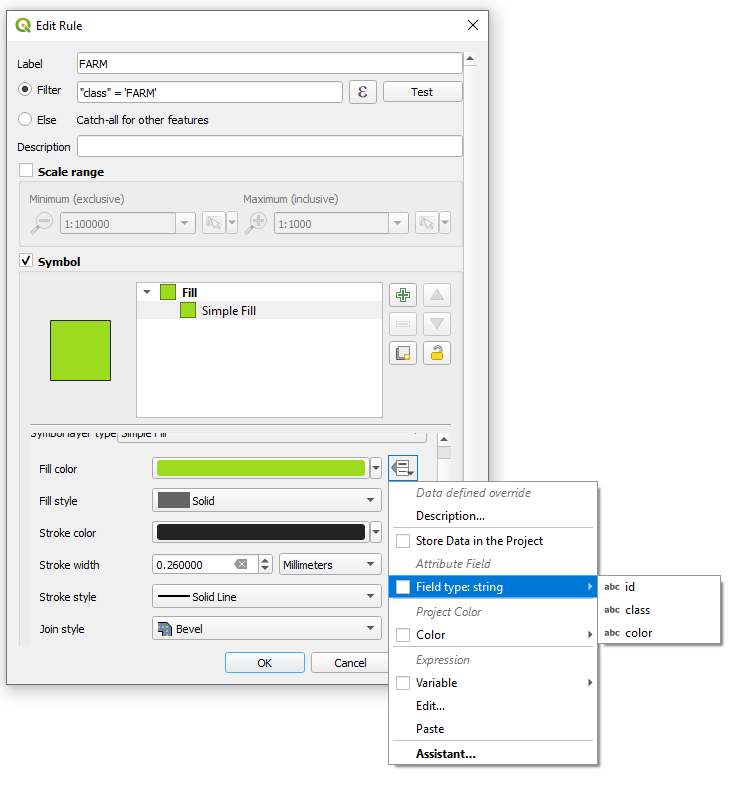 Edit Rule
Label FARM
Filter "class" = 'FARM' ε Test
Else Catch-all for other features
Description
Scale range
Minimum (exclusive) Maximum (inclusive)
1:100000 1:1000
Symbol
Fill
Simple Fill
Symbol layer type Simple Fill
Fill color
Fill style Solid
Stroke color
Stroke width 0.260000 Millimeters
Stroke style Solid Line
Join style Bevel
OK Cancel
Data defined override
Description...
Store Data in the Project
Attribute Field
Field type: string
abc id
abc class
abc color
Project Color
Color
Expression
Variable
Edit...
Paste
Assistant...